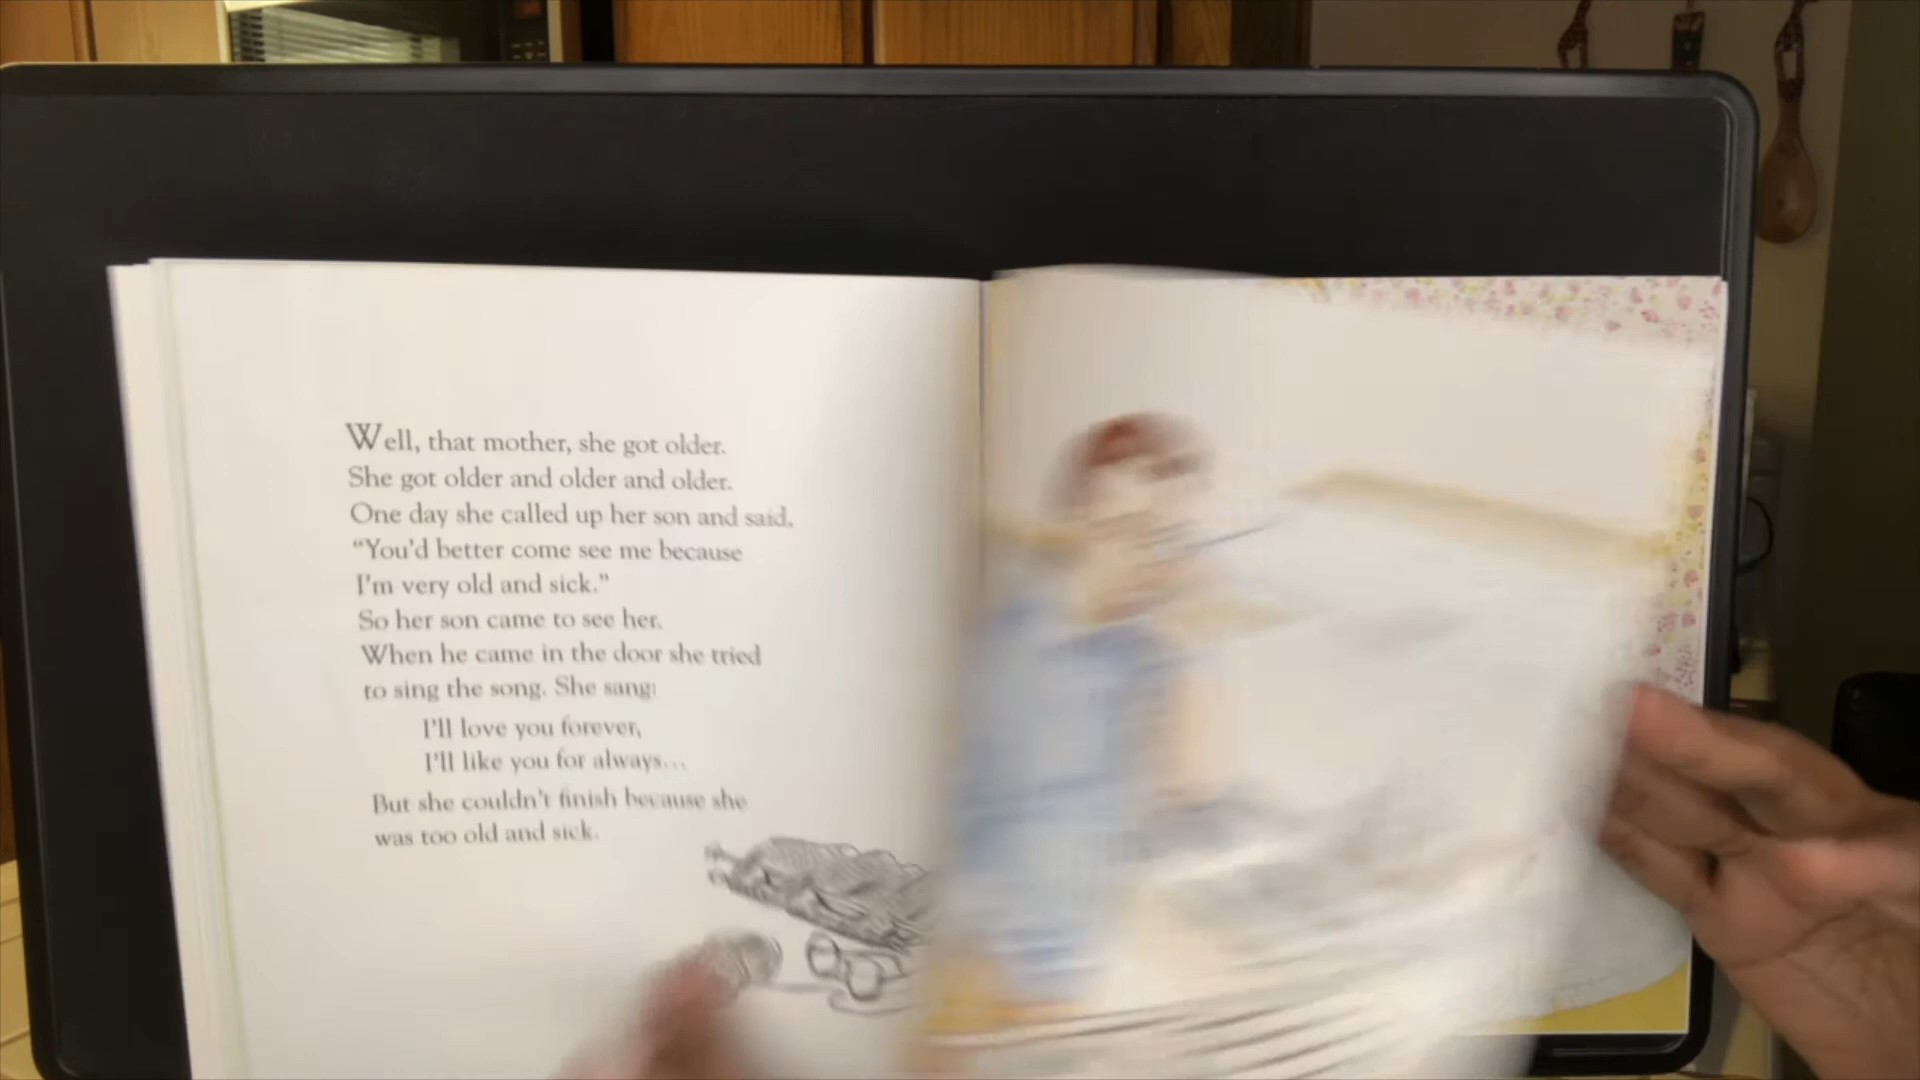 Well, that mother, she got older.
She got older and older and older.
One day she called up her son and said,
“You'd better come see me because
I'm very old and sick.”
So her son came to see her.
When he came in the door she tried
to sing the song. She sang:
I'll love you forever,
I'll like you for always...
But she couldn't finish because she
was too old and sick.